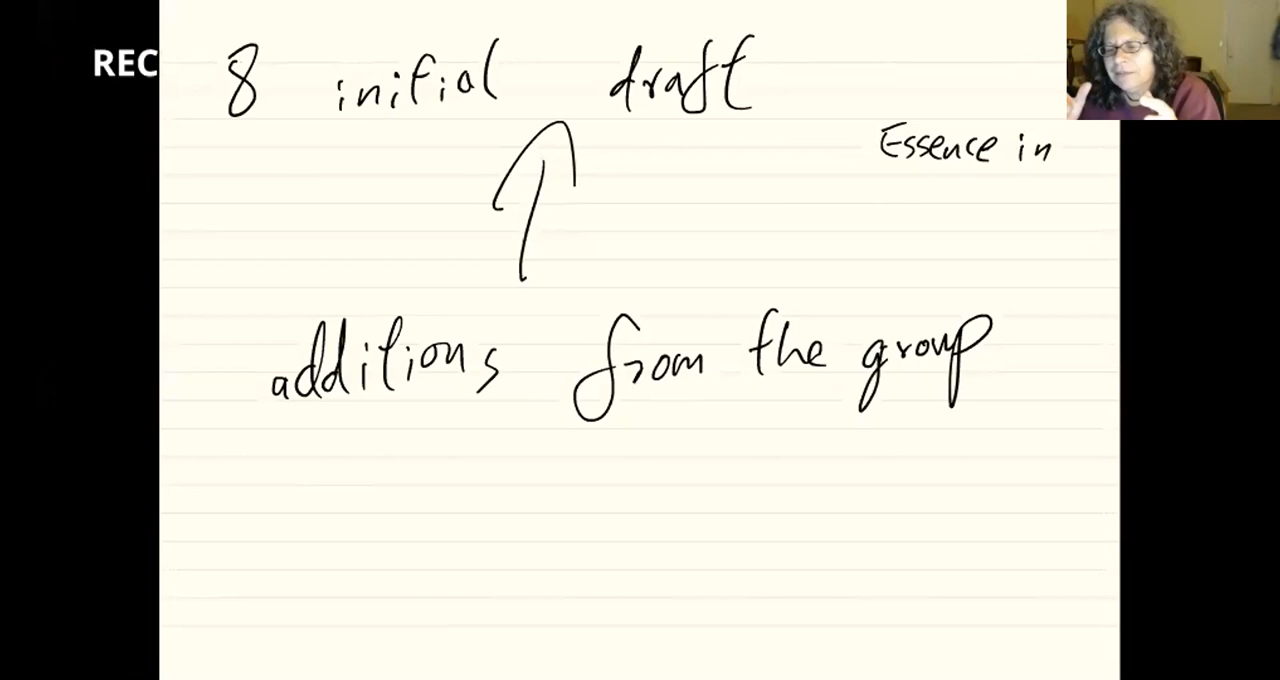 REC
8 initial draft
Essence in
additions from the group